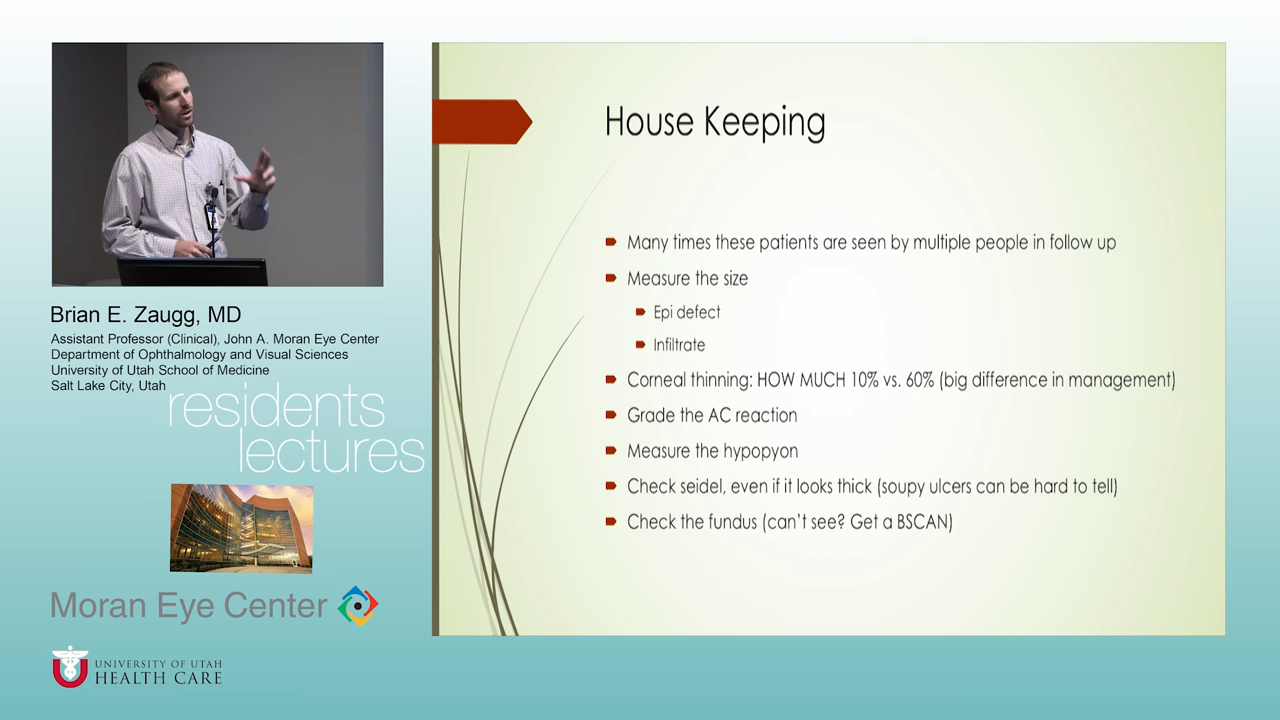 Brian E. Zaugg, MD
Assistant Professor (Clinical), John A. Moran Eye Center
Department of Ophthalmology and Visual Sciences
University of Utah School of Medicine
Salt Lake City, Utah
residents
lectures
Moran Eye Center
UNIVERSITY OF UTAH
HEALTH CARE
House Keeping
Many times these patients are seen by multiple people in follow up
Measure the size
Epi defect
Infiltrate
Corneal thinning: HOW MUCH 10% vs. 60% (big difference in management)
Grade the AC reaction
Measure the hypopyon
Check seidel, even if it looks thick (soupy ulcers can be hard to tell)
Check the fundus (can't see? Get a BSCAN)